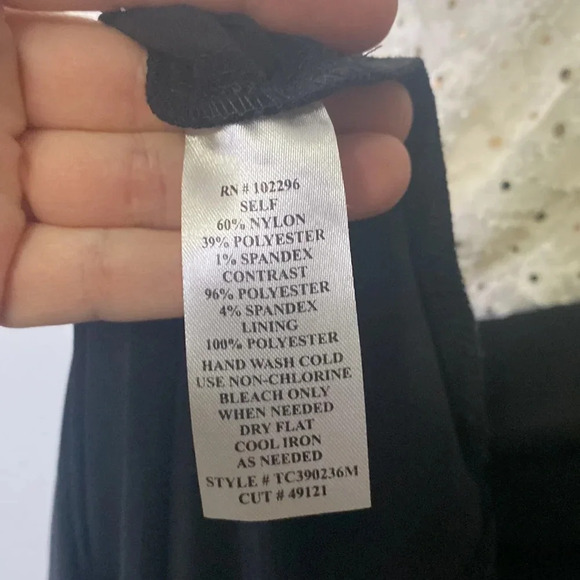 RN # 102296
SELF
60% NYLON
39% POLYESTER
1% SPANDEX
CONTRAST
96% POLYESTER
4% SPANDEX
LINING
100% POLYESTER
HAND WASH COLD
USE NON-CHLORINE
BLEACH ONLY
WHEN NEEDED
DRY FLAT
COOL IRON
AS NEEDED
STYLE # TC390236M
CUT # 49121